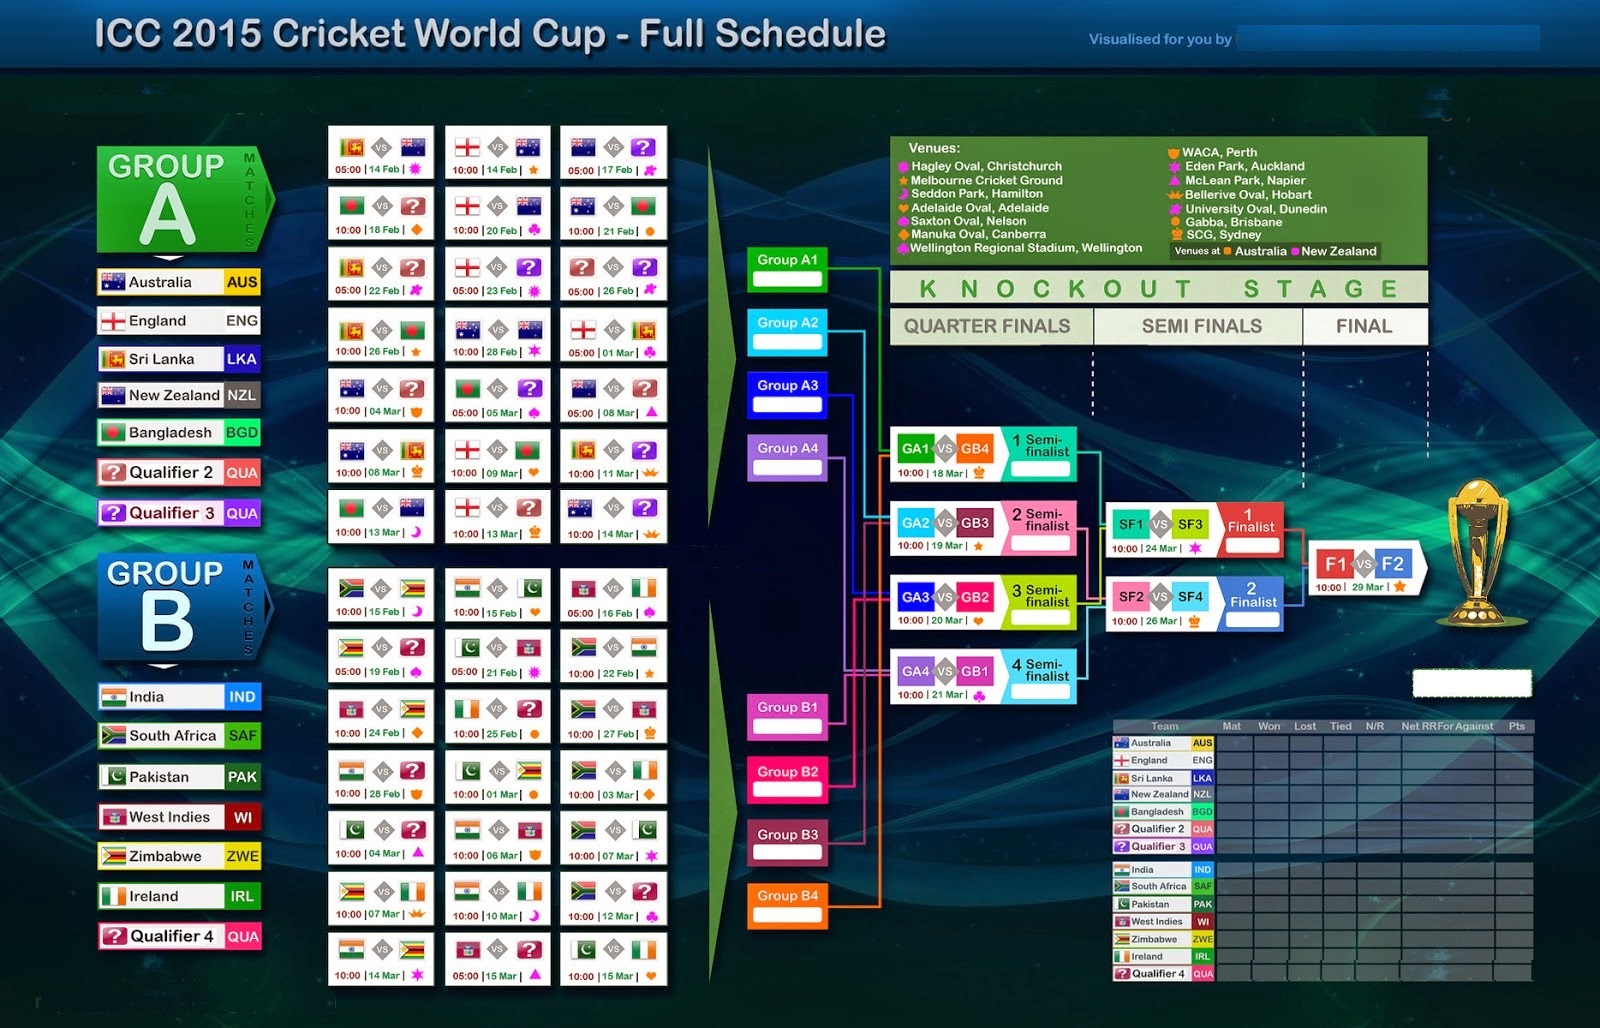 ICC 2015 Cricket World Cup - Full Schedule
Visualised for you by
GROUP A
MATCHES
Australia AUS
England ENG
Sri Lanka LKA
New Zealand NZL
Bangladesh BGD
? Qualifier 2 QUA
? Qualifier 3 QUA
VS VS VS ?
05:00 | 14 Feb | 10:00 | 14 Feb | 05:00 | 17 Feb |
VS ? VS VS
10:00 | 18 Feb | 10:00 | 20 Feb | 10:00 | 21 Feb |
VS ? VS ? ? VS ?
05:00 | 22 Feb | 05:00 | 23 Feb | 05:00 | 26 Feb |
VS VS VS
10:00 | 26 Feb | 10:00 | 28 Feb | 05:00 | 01 Mar |
VS ? VS ? VS ?
10:00 | 04 Mar | 05:00 | 05 Mar | 05:00 | 08 Mar |
VS VS VS ?
10:00 | 08 Mar | 10:00 | 09 Mar | 10:00 | 11 Mar |
VS VS ? VS ?
10:00 | 13 Mar | 10:00 | 13 Mar | 10:00 | 14 Mar |
GROUP B
MATCHES
India IND
South Africa SAF
Pakistan PAK
West Indies WI
Zimbabwe ZWE
Ireland IRL
? Qualifier 4 QUA
VS VS VS
10:00 | 15 Feb | 10:00 | 15 Feb | 05:00 | 16 Feb |
VS ? VS VS
05:00 | 19 Feb | 05:00 | 21 Feb | 10:00 | 22 Feb |
VS VS ? VS
10:00 | 24 Feb | 10:00 | 25 Feb | 10:00 | 27 Feb |
VS ? VS VS
10:00 | 28 Feb | 10:00 | 01 Mar | 10:00 | 03 Mar |
VS ? VS VS
10:00 | 04 Mar | 10:00 | 06 Mar | 10:00 | 07 Mar |
VS VS VS ?
10:00 | 07 Mar | 10:00 | 10 Mar | 10:00 | 12 Mar |
VS VS ? VS
10:00 | 14 Mar | 05:00 | 15 Mar | 10:00 | 15 Mar |
Group A1
Group A2
Group A3
Group A4
Group B1
Group B2
Group B3
Group B4
Venues:
Hagley Oval, Christchurch
Melbourne Cricket Ground
Seddon Park, Hamilton
Adelaide Oval, Adelaide
Saxton Oval, Nelson
Manuka Oval, Canberra
Wellington Regional Stadium, Wellington
WACA, Perth
Eden Park, Auckland
McLean Park, Napier
Bellerive Oval, Hobart
University Oval, Dunedin
Gabba, Brisbane
SCG, Sydney
Venues at Australia New Zealand
KNOCKOUT STAGE
QUARTER FINALS SEMI FINALS FINAL
GA1 VS GB4 1 Semi-finalist
10:00 | 18 Mar |
GA2 VS GB3 2 Semi-finalist
10:00 | 19 Mar |
GA3 VS GB2 3 Semi-finalist
10:00 | 20 Mar |
GA4 VS GB1 4 Semi-finalist
10:00 | 21 Mar |
SF1 VS SF3 1 Finalist
10:00 | 24 Mar |
SF2 VS SF4 2 Finalist
10:00 | 26 Mar |
F1 VS F2
10:00 | 29 Mar |
Team Mat Won Lost Tied N/R Net RR For Against Pts
Australia AUS
England ENG
Sri Lanka LKA
New Zealand NZL
Bangladesh BGD
? Qualifier 2 QUA
? Qualifier 3 QUA
India IND
South Africa SAF
Pakistan PAK
West Indies WI
Zimbabwe ZWE
Ireland IRL
? Qualifier 4 QUA